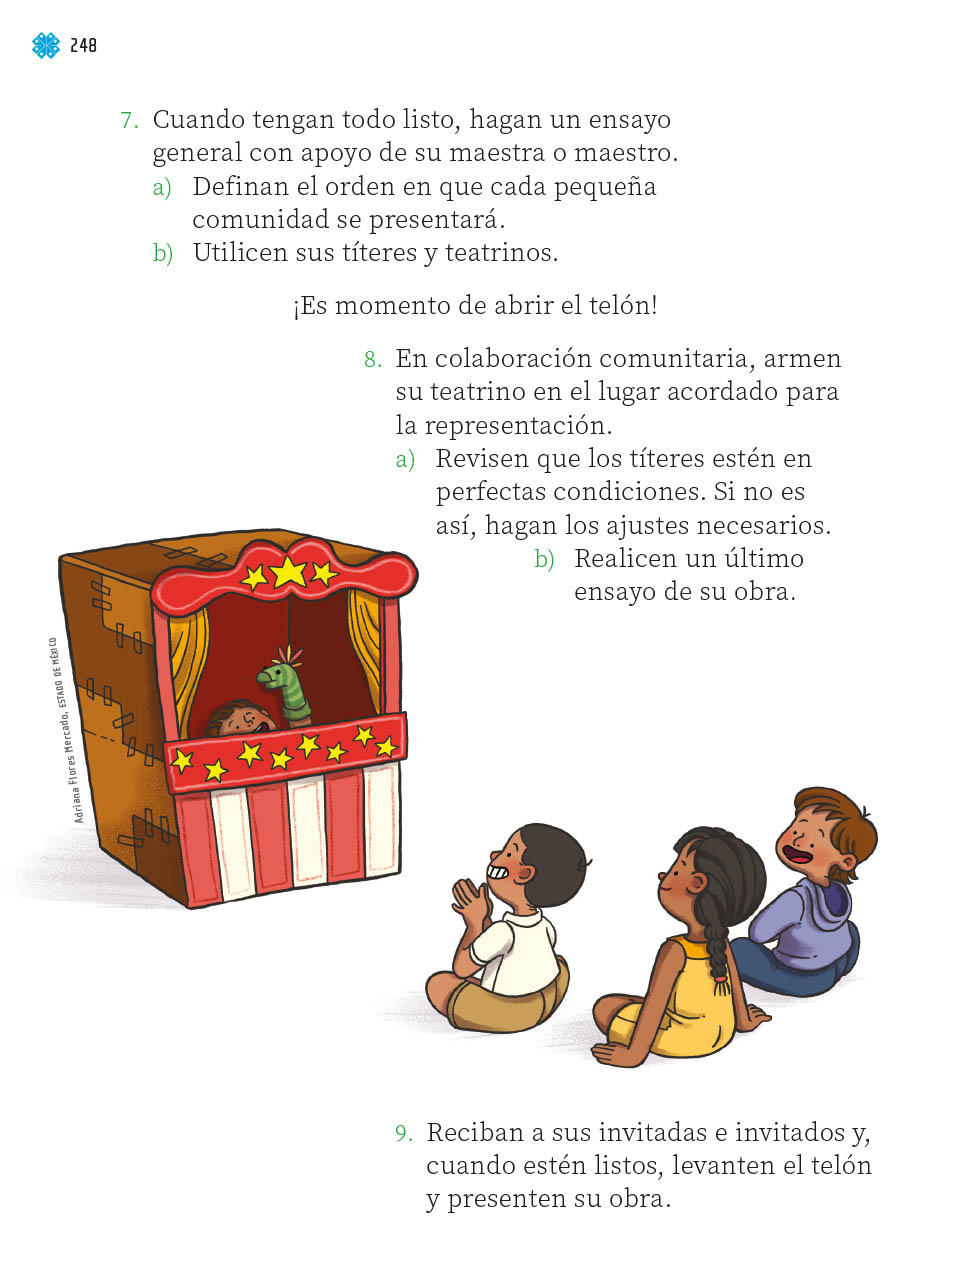 248
7. Cuando tengan todo listo, hagan un ensayo
general con apoyo de su maestra o maestro.
a) Definan el orden en que cada pequeña
comunidad se presentará.
b) Utilicen sus títeres y teatrinos.
¡Es momento de abrir el telón!
8. En colaboración comunitaria, armen
su teatrino en el lugar acordado para
la representación.
a) Revisen que los títeres estén en
perfectas condiciones. Si no es
así, hagan los ajustes necesarios.
b) Realicen un último
ensayo de su obra.
Adriana Flores Mercado, ESTADO DE MÉXICO
9. Reciban a sus invitadas e invitados y,
cuando estén listos, levanten el telón
y presenten su obra.